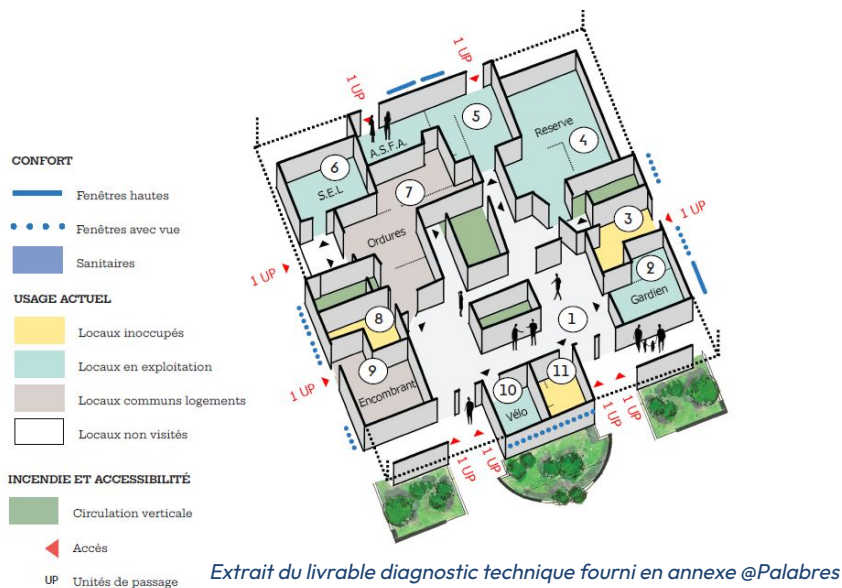 CONFORT
Fenêtres hautes
Fenêtres avec vue
Sanitaires
USAGE ACTUEL
Locaux inoccupés
Locaux en exploitation
Locaux communs logements
Locaux non visités
INCENDIE ET ACCESSIBILITÉ
Circulation verticale
Accès
UP Unités de passage
1 UP
1 UP
5
A.S.F.A.
Reserve
4
6
S.E.L
7
Ordures
3
1 UP
2
Gardien
1 UP
8
1
9
Encombrant
1 UP
10
Vélo
11
1 UP
1 UP
1 UP
1 UP
Extrait du livrable diagnostic technique fourni en annexe @Palabres